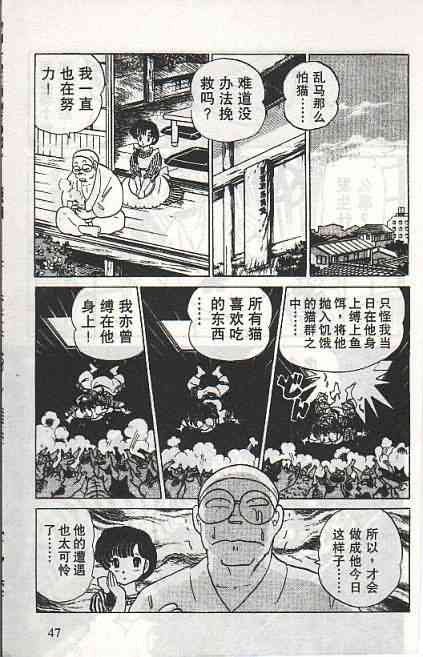 乱马那么
怕猫……
难道没
办法挽
救吗？
我一直
也在努
力！
只怪我当
日在他身
上缚上鱼
饵，将他
抛入饥饿
的猫群之
中……
所有猫
喜欢吃
的东西
……
我亦曾
缚在他
身上！
所以，才会
做成他今日
这样子……
他的遭遇
也太可怜
了……
47